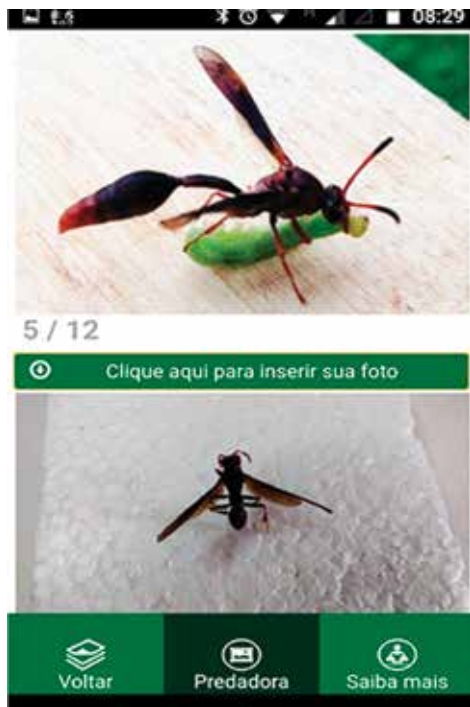 08:29
5 / 12
Clique aqui para inserir sua foto
Voltar
Predadora
Saiba mais